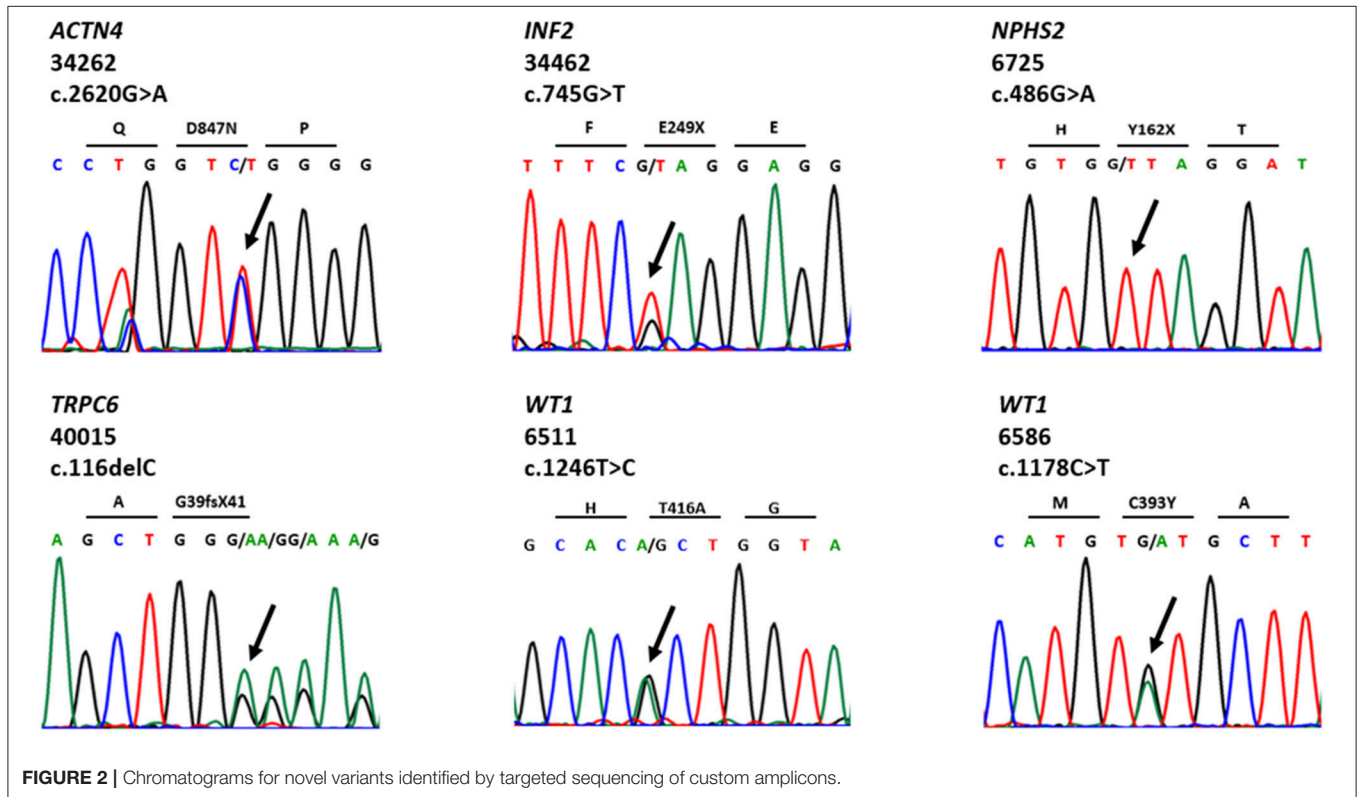 ACTN4
34262
c.2620G>A
Q D847N P
C C T G G T C/T G G G G
INF2
34462
c.745G>T
F E249X E
T T T C G/T A G G A G G
NPHS2
6725
c.486G>A
H Y162X T
T G T G G/T T A G G A T
TRPC6
40015
c.116delC
A G39fsX41
A G C T G G G/AA/GG/A A A/G
WT1
6511
c.1246T>C
H T416A G
G C A C A/G C T G G T A
WT1
6586
c.1178C>T
M C393Y A
C A T G T G/A T G C T T
FIGURE 2 | Chromatograms for novel variants identified by targeted sequencing of custom amplicons.